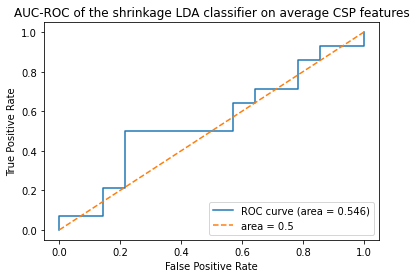 AUC-ROC of the shrinkage LDA classifier on average CSP features
1.0
0.8
0.6
0.4
0.2
0.0
True Positive Rate
ROC curve (area = 0.546)
area = 0.5
0.0 0.2 0.4 0.6 0.8 1.0
False Positive Rate